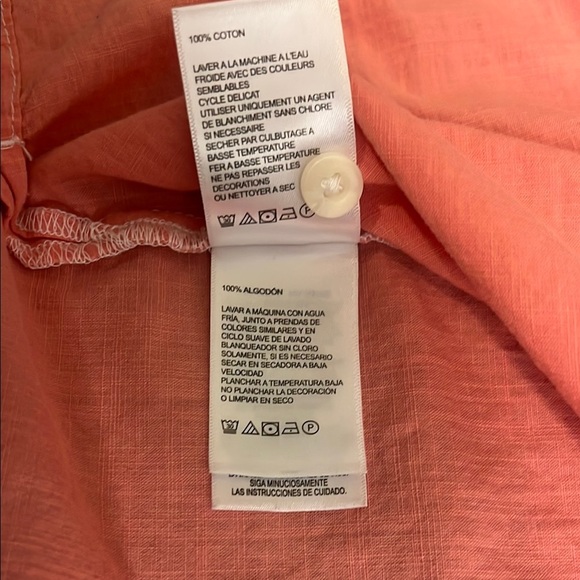 100% COTON
LAVER A LA MACHINE A L'EAU
FROIDE AVEC DES COULEURS
SEMBLABLES
CYCLE DELICAT
UTILISER UNIQUEMENT UN AGENT
DE BLANCHIMENT SANS CHLORE
SI NECESSAIRE
SECHER PAR CULBUTAGE A
BASSE TEMPERATURE
FER A BASSE TEMPERATURE
NE PAS REPASSER LES
DECORATIONS
OU NETTOYER A SEC
P
100% ALGODÓN
LAVAR A MÁQUINA CON AGUA
FRÍA, JUNTO A PRENDAS DE
COLORES SIMILARES Y EN
CICLO SUAVE DE LAVADO
BLANQUEADOR SIN CLORO
SOLAMENTE, SI ES NECESARIO
SECAR EN SECADORA A BAJA
VELOCIDAD
PLANCHAR A TEMPERATURA BAJA
NO PLANCHAR LA DECORACIÓN
O LIMPIAR EN SECO
P
SIGA MINUCIOSAMENTE
LAS INSTRUCCIONES DE CUIDADO.